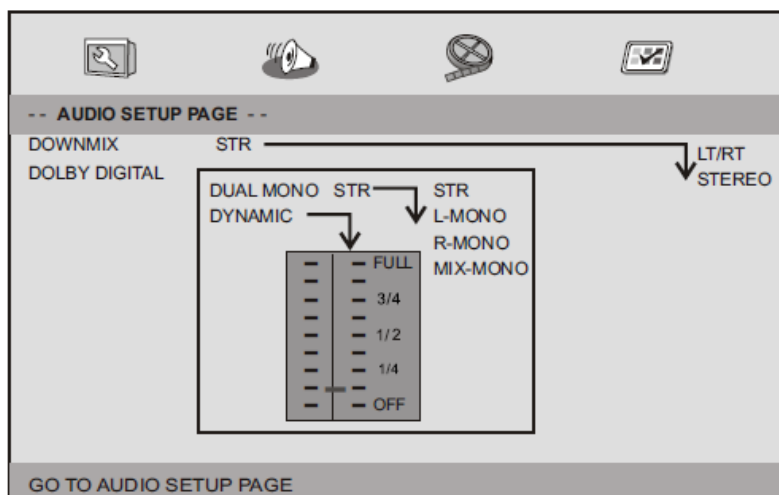 -- AUDIO SETUP PAGE --
DOWNMIX STR LT/RT
DOLBY DIGITAL STEREO
DUAL MONO STR STR
DYNAMIC L-MONO
R-MONO
FULL MIX-MONO
3/4
1/2
1/4
OFF
GO TO AUDIO SETUP PAGE